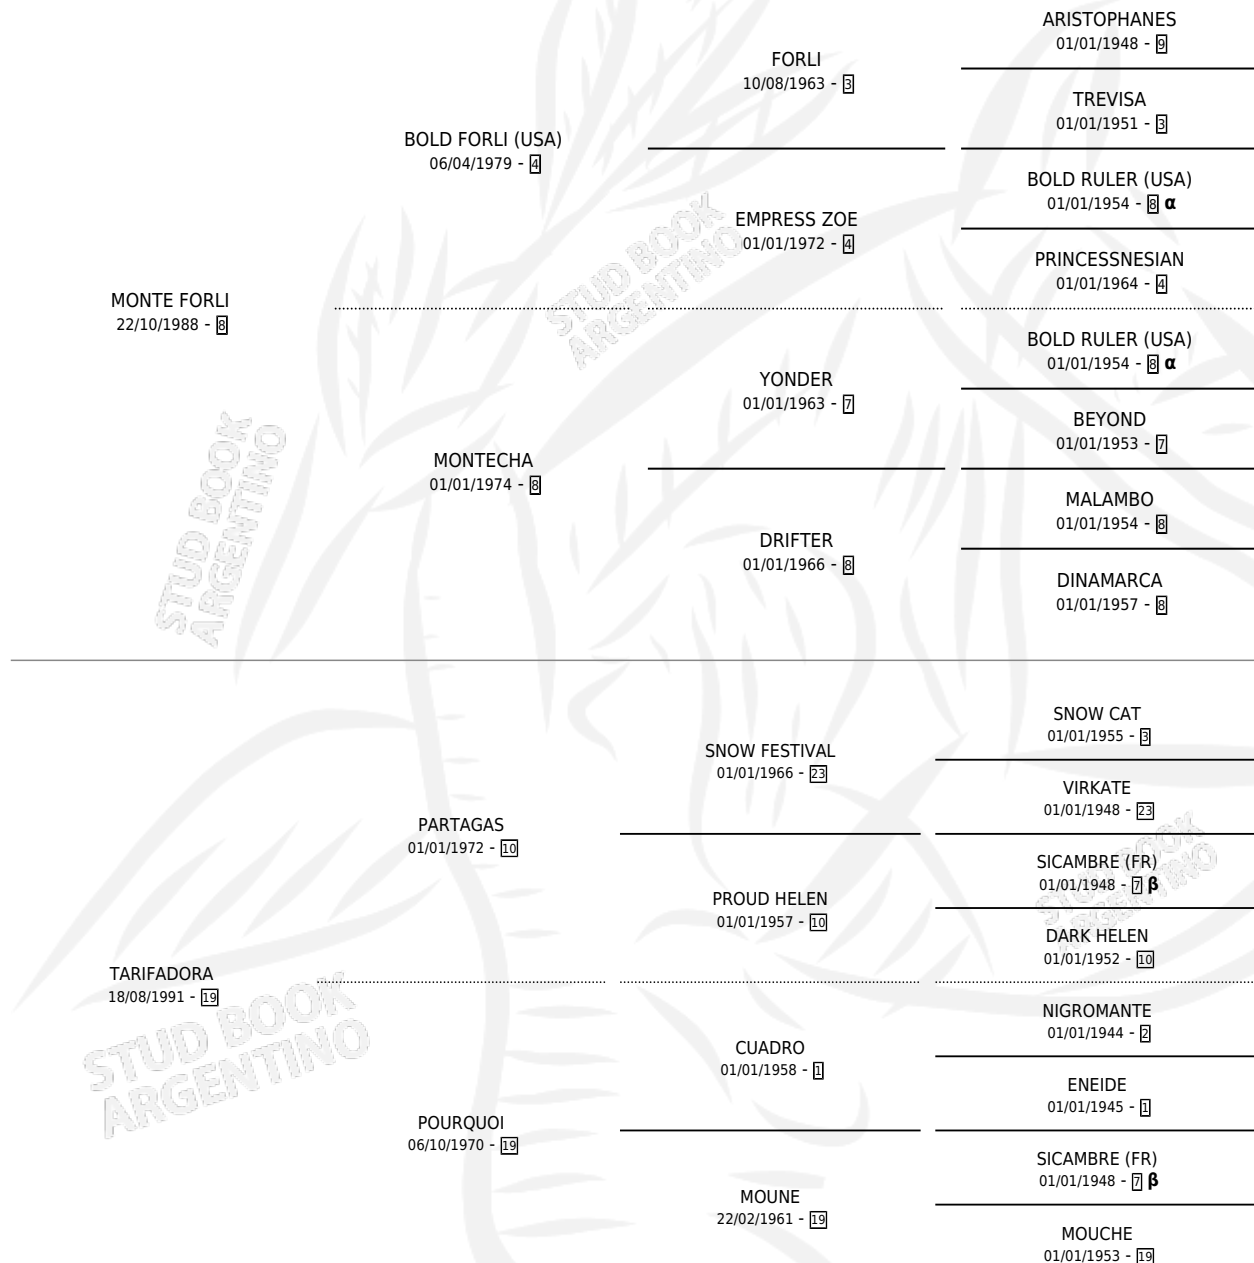 ARISTOPHANES
01/01/1948 - 9
FORLI
10/08/1963 - 3
TREVISA
01/01/1951 - 3
BOLD FORLI (USA)
06/04/1979 - 4
BOLD RULER (USA)
01/01/1954 - 8 α
EMPRESS ZOE
01/01/1972 - 4
PRINCESSNESIAN
01/01/1964 - 4
STUD BOOK
ARGENTINO
MONTE FORLI
22/10/1988 - 8
BOLD RULER (USA)
01/01/1954 - 8 α
YONDER
01/01/1963 - 7
BEYOND
01/01/1953 - 7
MONTECHA
01/01/1974 - 8
MALAMBO
01/01/1954 - 8
DRIFTER
01/01/1966 - 8
DINAMARCA
01/01/1957 - 8
STUD BOOK
ARGENTINO
SNOW CAT
01/01/1955 - 3
SNOW FESTIVAL
01/01/1966 - 23
VIRKATE
01/01/1948 - 23
PARTAGAS
01/01/1972 - 10
SICAMBRE (FR)
01/01/1948 - 7 β
PROUD HELEN
01/01/1957 - 10
DARK HELEN
01/01/1952 - 10
STUD BOOK
ARGENTINO
TARIFADORA
18/08/1991 - 19
STUD BOOK
ARGENTINO
NIGROMANTE
01/01/1944 - 2
CUADRO
01/01/1958 - 1
ENEIDE
01/01/1945 - 1
POURQUOI
06/10/1970 - 19
SICAMBRE (FR)
01/01/1948 - 7 β
MOUNE
22/02/1961 - 19
MOUCHE
01/01/1953 - 19